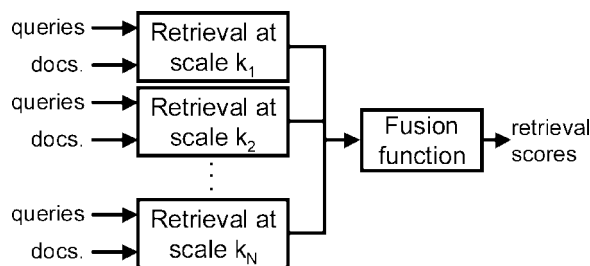 queries
docs.
Retrieval at
scale k1
queries
docs.
Retrieval at
scale k2
Fusion
function
retrieval
scores
queries
docs.
Retrieval at
scale kN